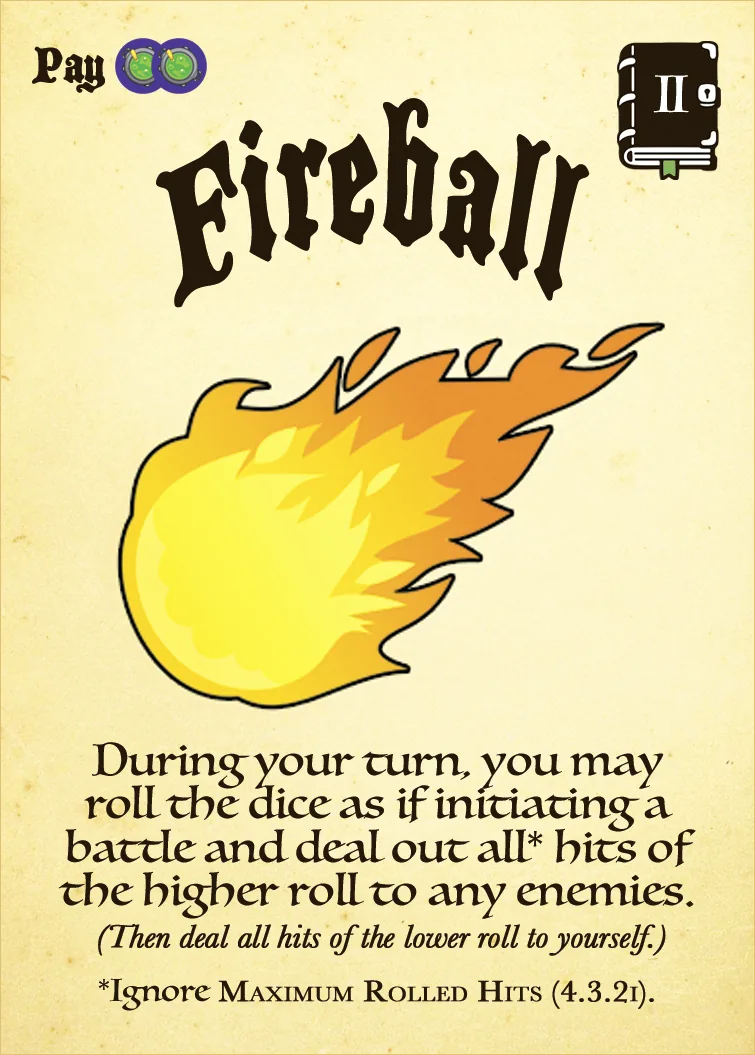 Pay
II
Fireball
During your turn, you may
roll the dice as if initiating a
battle and deal out all* hits of
the higher roll to any enemies.
(Then deal all hits of the lower roll to yourself.)
*Ignore Maximum Rolled Hits (4.3.2i).